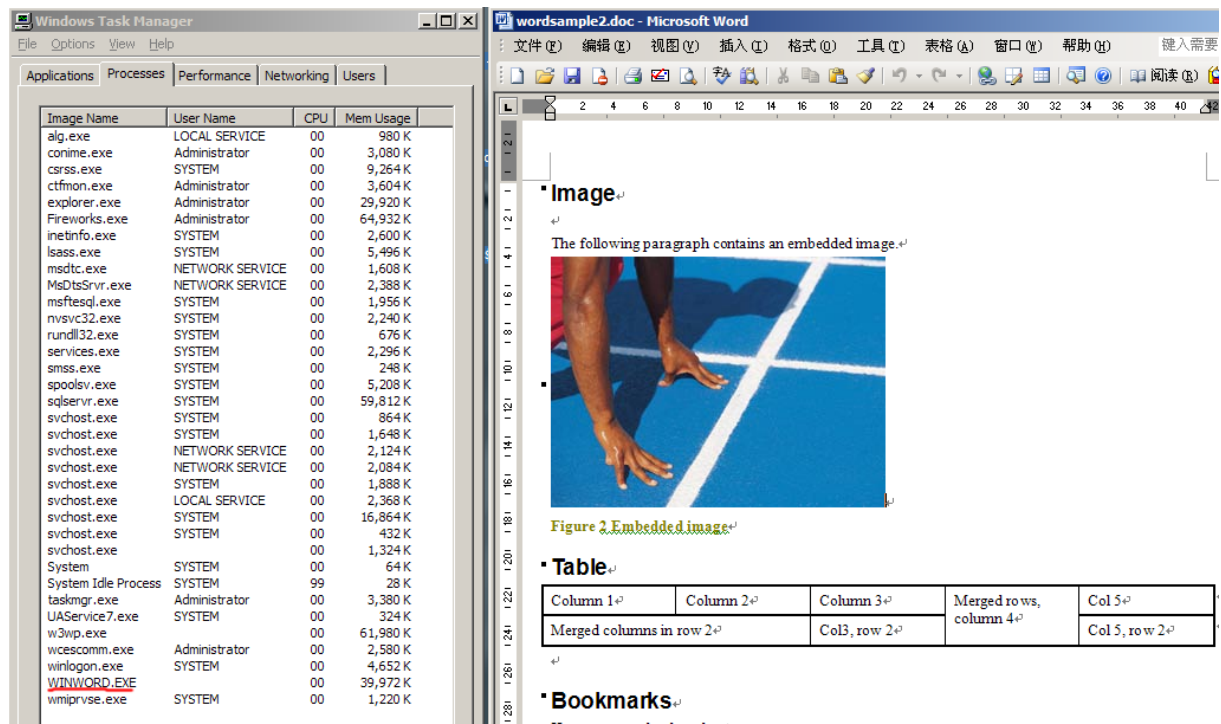 Windows Task Manager
File Options View Help
Applications Processes Performance Networking Users
Image Name User Name CPU Mem Usage
alg.exe LOCAL SERVICE 00 980 K
conime.exe Administrator 00 3,080 K
csrss.exe SYSTEM 00 9,264 K
ctfmon.exe Administrator 00 3,604 K
explorer.exe Administrator 00 29,920 K
Fireworks.exe Administrator 00 64,932 K
inetinfo.exe SYSTEM 00 2,600 K
lsass.exe SYSTEM 00 5,496 K
msdtc.exe NETWORK SERVICE 00 1,608 K
MsDtsSrvr.exe NETWORK SERVICE 00 2,388 K
msftesql.exe SYSTEM 00 1,956 K
nvsvc32.exe SYSTEM 00 2,240 K
rundll32.exe SYSTEM 00 676 K
services.exe SYSTEM 00 2,296 K
smss.exe SYSTEM 00 248 K
spoolsv.exe SYSTEM 00 5,208 K
sqlservr.exe SYSTEM 00 59,812 K
svchost.exe SYSTEM 00 864 K
svchost.exe SYSTEM 00 1,648 K
svchost.exe NETWORK SERVICE 00 2,124 K
svchost.exe NETWORK SERVICE 00 2,084 K
svchost.exe SYSTEM 00 1,888 K
svchost.exe LOCAL SERVICE 00 2,368 K
svchost.exe SYSTEM 00 16,864 K
svchost.exe SYSTEM 00 432 K
svchost.exe 00 1,324 K
System SYSTEM 00 64 K
System Idle Process SYSTEM 99 28 K
taskmgr.exe Administrator 00 3,380 K
UAService7.exe SYSTEM 00 324 K
w3wp.exe 00 61,980 K
wcescomm.exe Administrator 00 2,580 K
winlogon.exe SYSTEM 00 4,652 K
WINWORD.EXE 00 39,972 K
wmiprvse.exe SYSTEM 00 1,220 K
wordsample2.doc - Microsoft Word
文件(F) 编辑(E) 视图(V) 插入(I) 格式(O) 工具(T) 表格(A) 窗口(W) 帮助(H) 键入需要
阅读(R)
2 4 6 8 10 12 14 16 18 20 22 24 26 28 30 32 34 36 38 40 42
Image
The following paragraph contains an embedded image.
Figure 2 Embedded image
Table
Column 1 Column 2 Column 3 Merged rows, column 4 Col 5
Merged columns in row 2 Col3, row 2 Col 5, row 2
Bookmarks